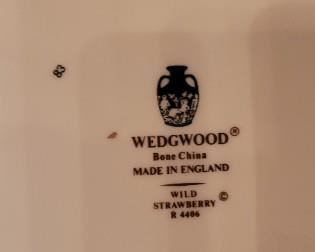 WEDGWOOD®
Bone China
MADE IN ENGLAND
WILD
STRAWBERRY ©
R 4406